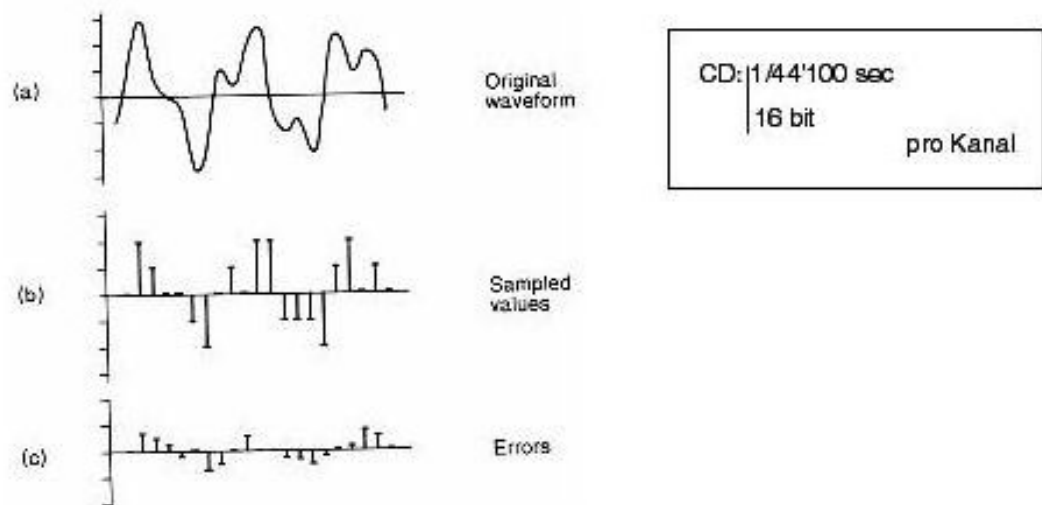 (a)
Original
waveform
CD: 1/44'100 sec
16 bit
pro Kanal
(b)
Sampled
values
(c)
Errors